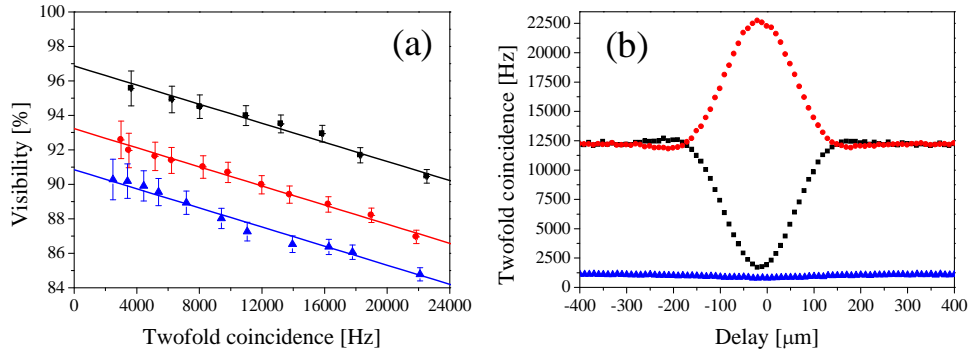 (a)
Visibility [%]
100
98
96
94
92
90
88
86
84
0 4000 8000 12000 16000 20000 24000
Twofold coincidence [Hz]
(b)
Twofold coincidence [Hz]
22500
20000
17500
15000
12500
10000
7500
5000
2500
0
-400 -300 -200 -100 0 100 200 300 400
Delay [μm]